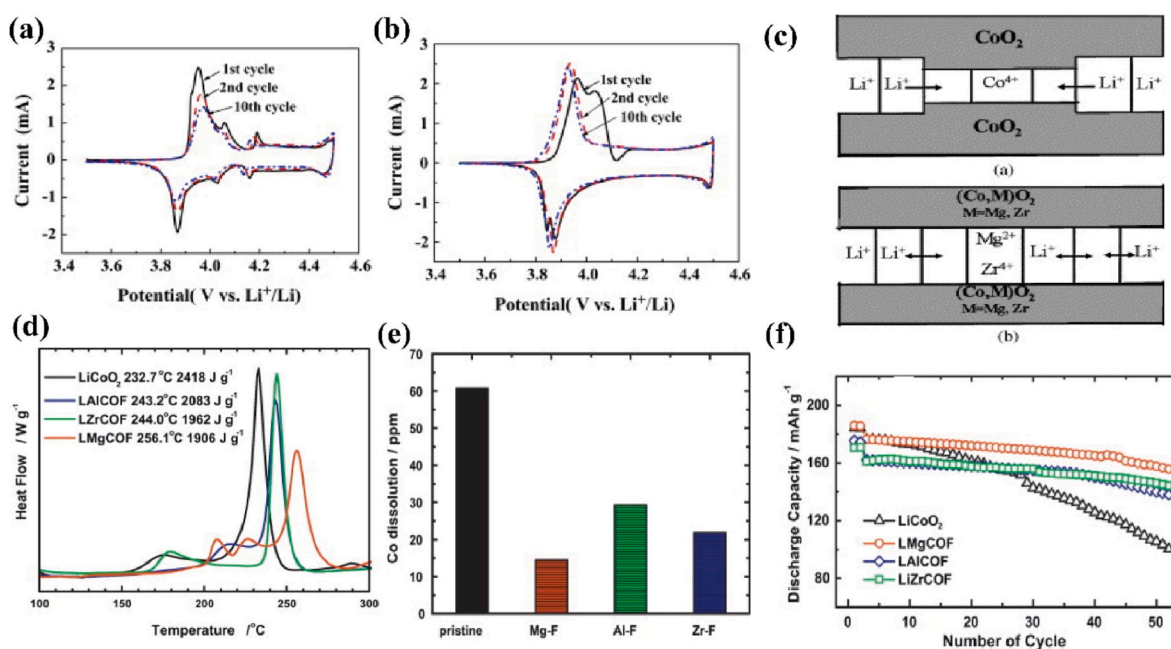 (a)
3
2
1
0
-1
-2
Current (mA)
1st cycle
2nd cycle
10th cycle
3.4 3.6 3.8 4.0 4.2 4.4 4.6
Potential( V vs. Li⁺/Li)
(b)
3
2
1
0
-1
-2
Current (mA)
1st cycle
2nd cycle
10th cycle
3.4 3.6 3.8 4.0 4.2 4.4 4.6
Potential( V vs. Li⁺/Li)
(c)
CoO₂
Li⁺ Li⁺ Co⁴⁺ Li⁺ Li⁺
CoO₂
(a)
(Co,M)O₂
M=Mg, Zr
Li⁺ Li⁺ Mg²⁺ Li⁺ Li⁺
Zr⁴⁺
(Co,M)O₂
M=Mg, Zr
(b)
(d)
LiCoO₂ 232.7°C 2418 J g⁻¹
LAlCOF 243.2°C 2083 J g⁻¹
LZrCOF 244.0°C 1962 J g⁻¹
LMgCOF 256.1°C 1906 J g⁻¹
Heat Flow / W g⁻¹
100 150 200 250 300
Temperature /°C
(e)
70
60
50
40
30
20
10
0
Co dissolution / ppm
pristine Mg-F Al-F Zr-F
(f)
200
180
160
140
120
100
80
Discharge Capacity / mAh g⁻¹
LiCoO₂
LMgCOF
LAlCOF
LiZrCOF
0 10 20 30 40 50
Number of Cycle